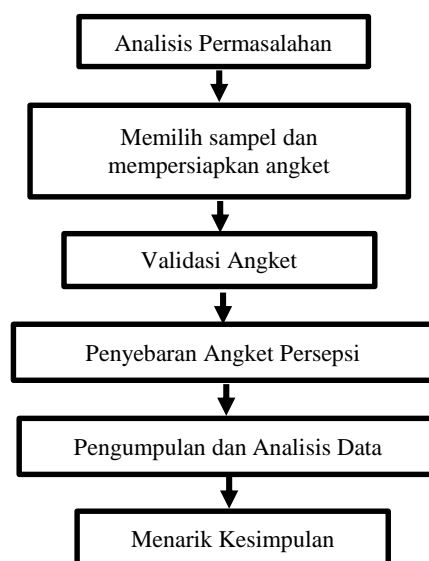 Analisis Permasalahan
Memilih sampel dan
mempersiapkan angket
Validasi Angket
Penyebaran Angket Persepsi
Pengumpulan dan Analisis Data
Menarik Kesimpulan